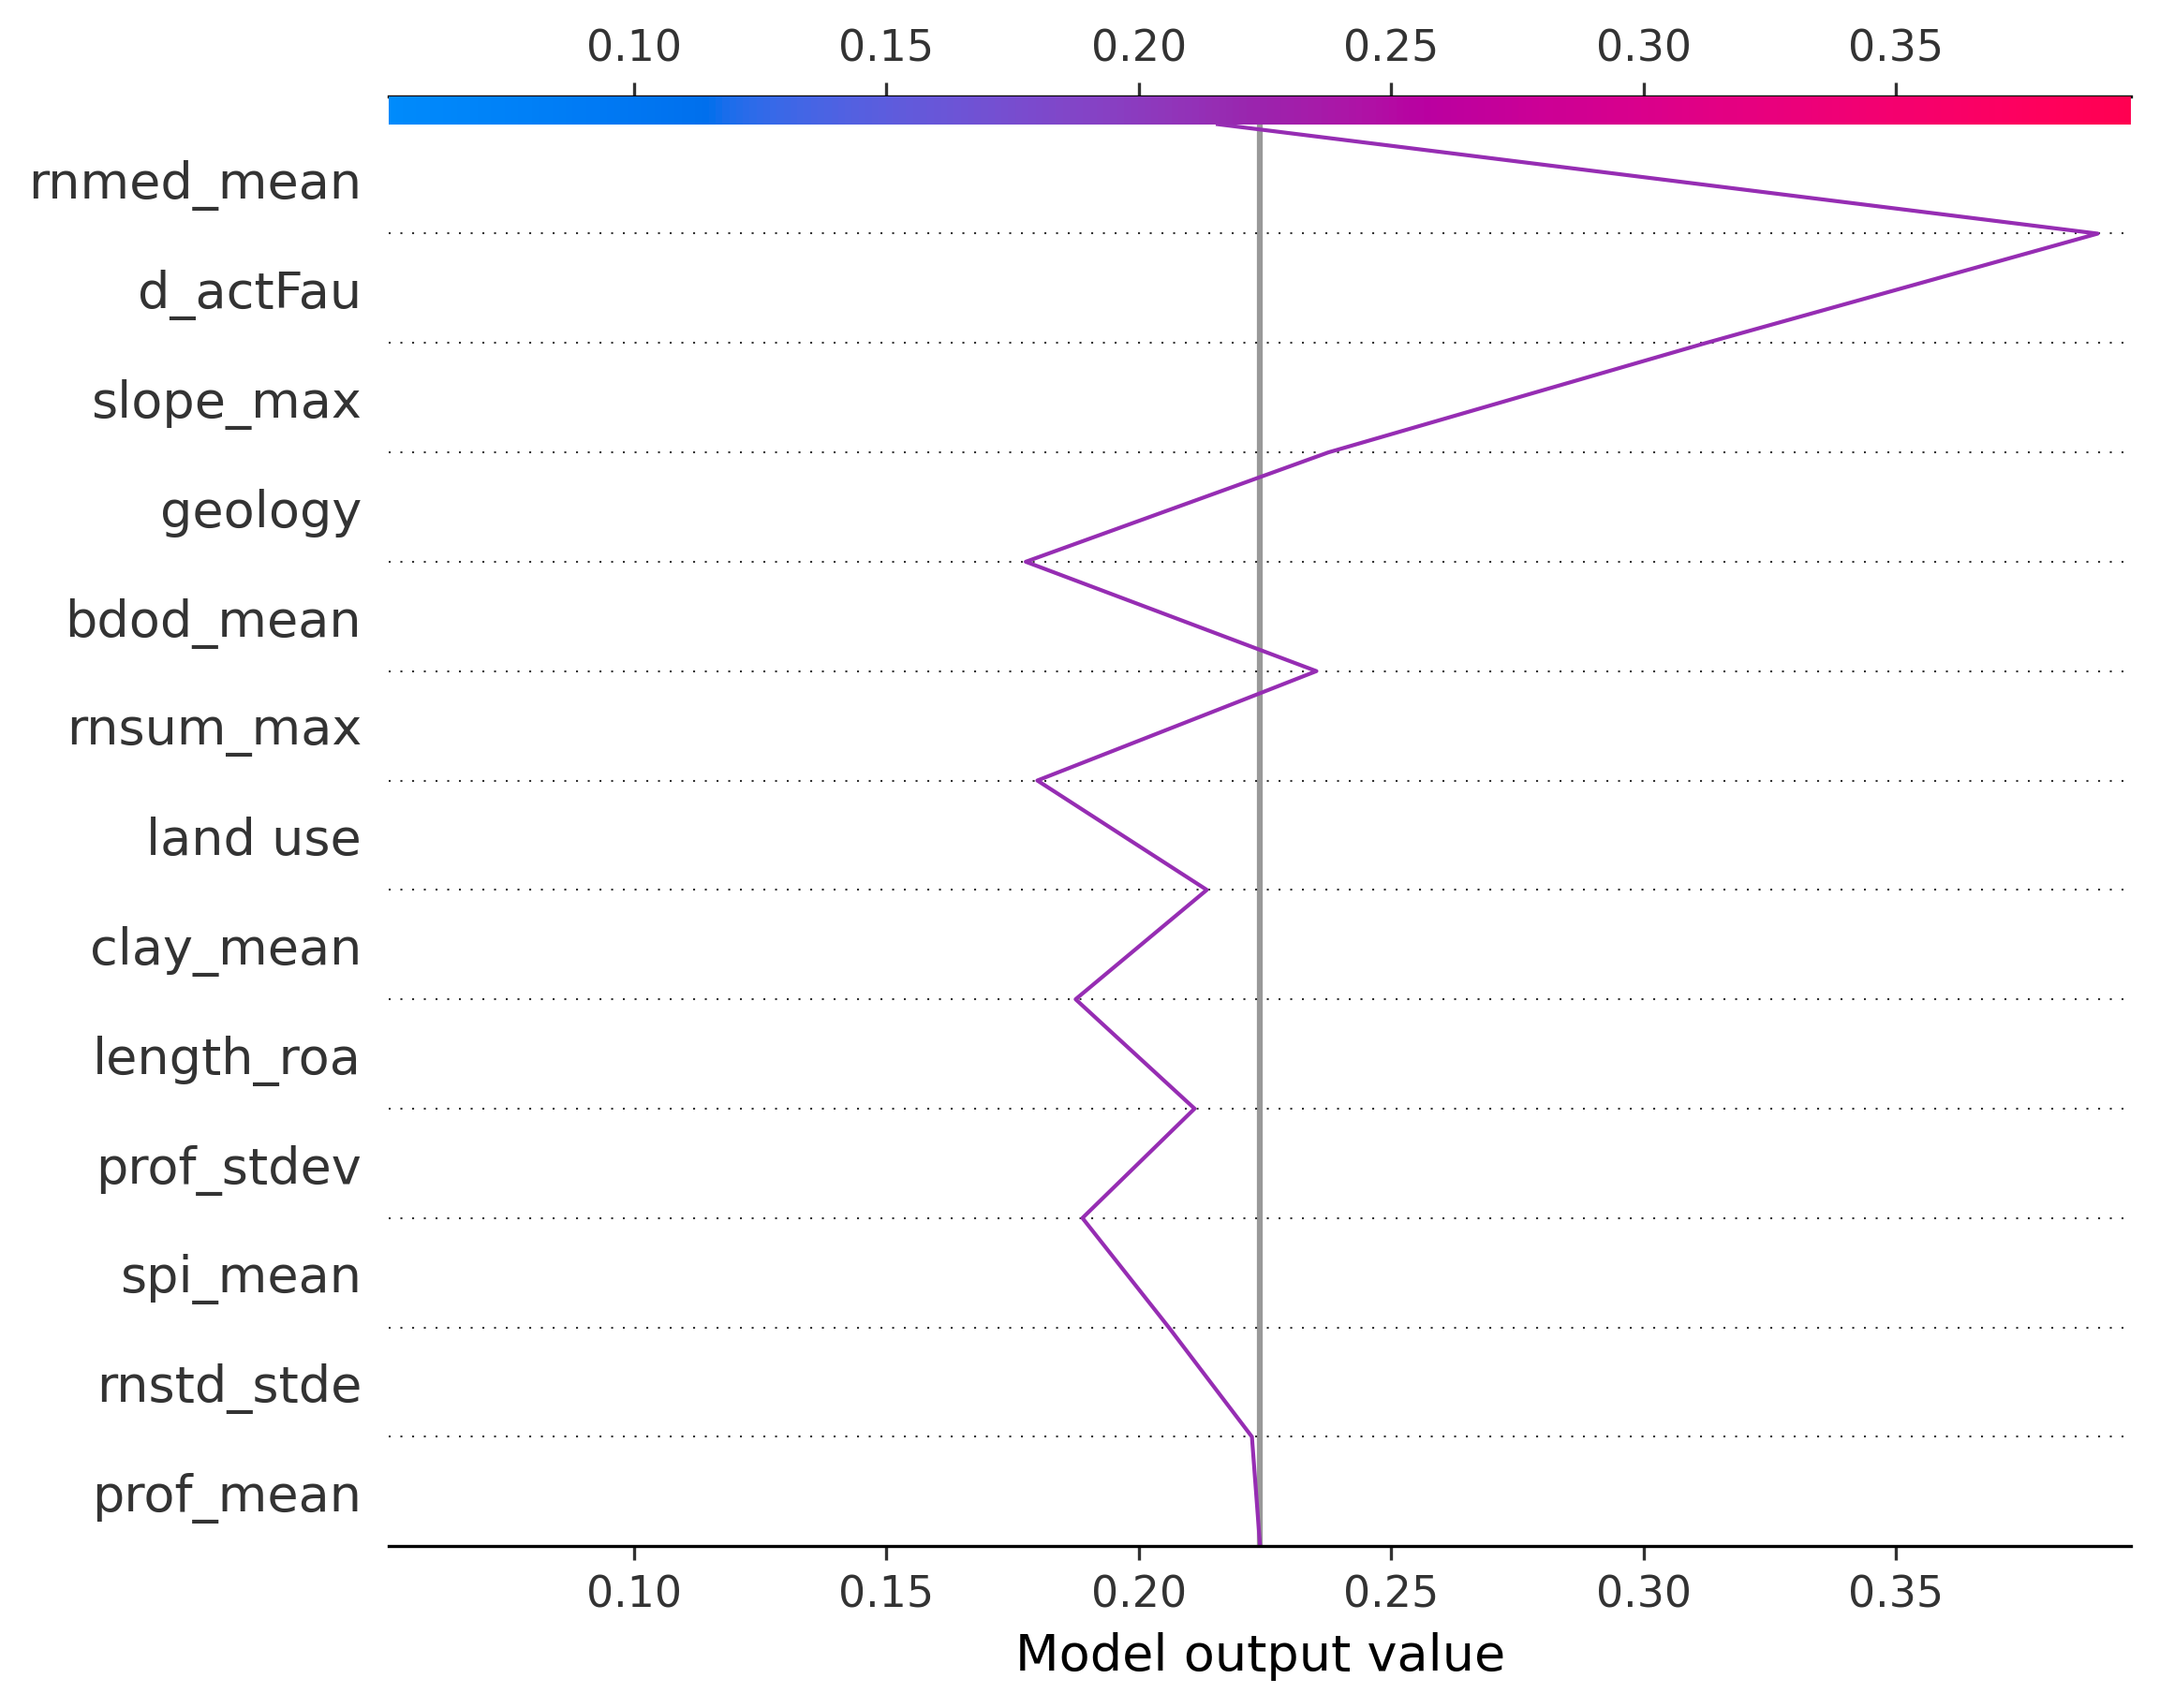 0.10 0.15 0.20 0.25 0.30 0.35
rnmed_mean
d_actFau
slope_max
geology
bdod_mean
rnsum_max
land use
clay_mean
length_roa
prof_stdev
spi_mean
rnstd_stde
prof_mean
0.10 0.15 0.20 0.25 0.30 0.35
Model output value